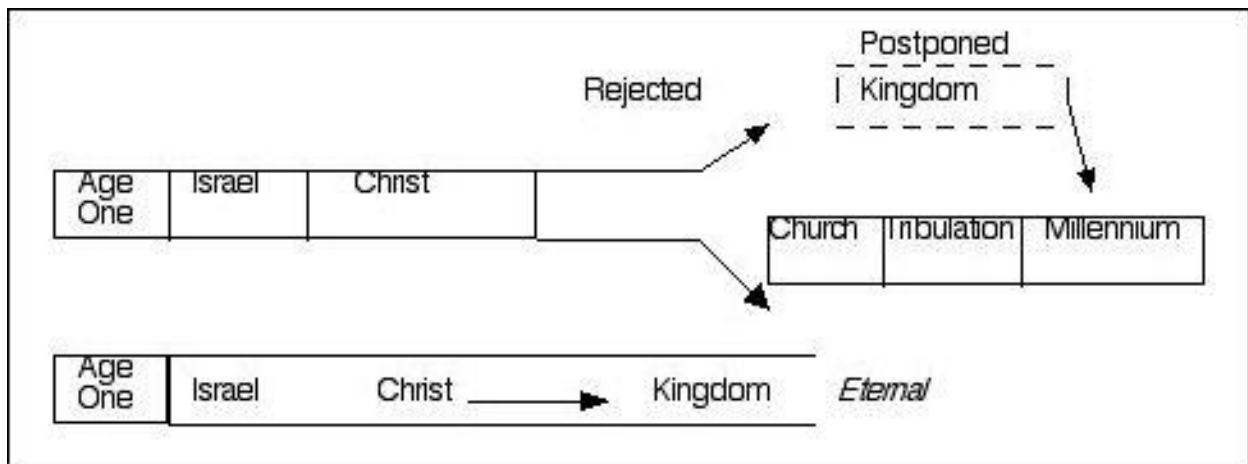 Postponed
Rejected
Kingdom
Age
One
Israel
Christ
Church
Tribulation
Millennium
Age
One
Israel
Christ
Kingdom
Eternal